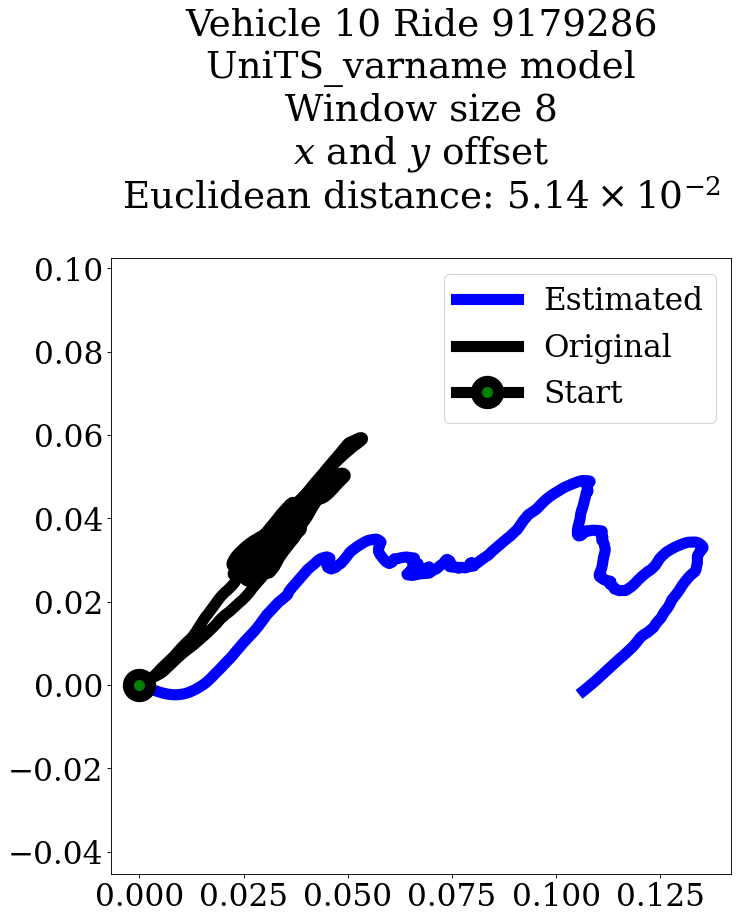 Vehicle 10 Ride 9179286
UniTS_varname model
Window size 8
x and y offset
Euclidean distance: 5.14 × 10⁻²
Estimated
Original
Start
0.10
0.08
0.06
0.04
0.02
0.00
−0.02
−0.04
0.000 0.025 0.050 0.075 0.100 0.125